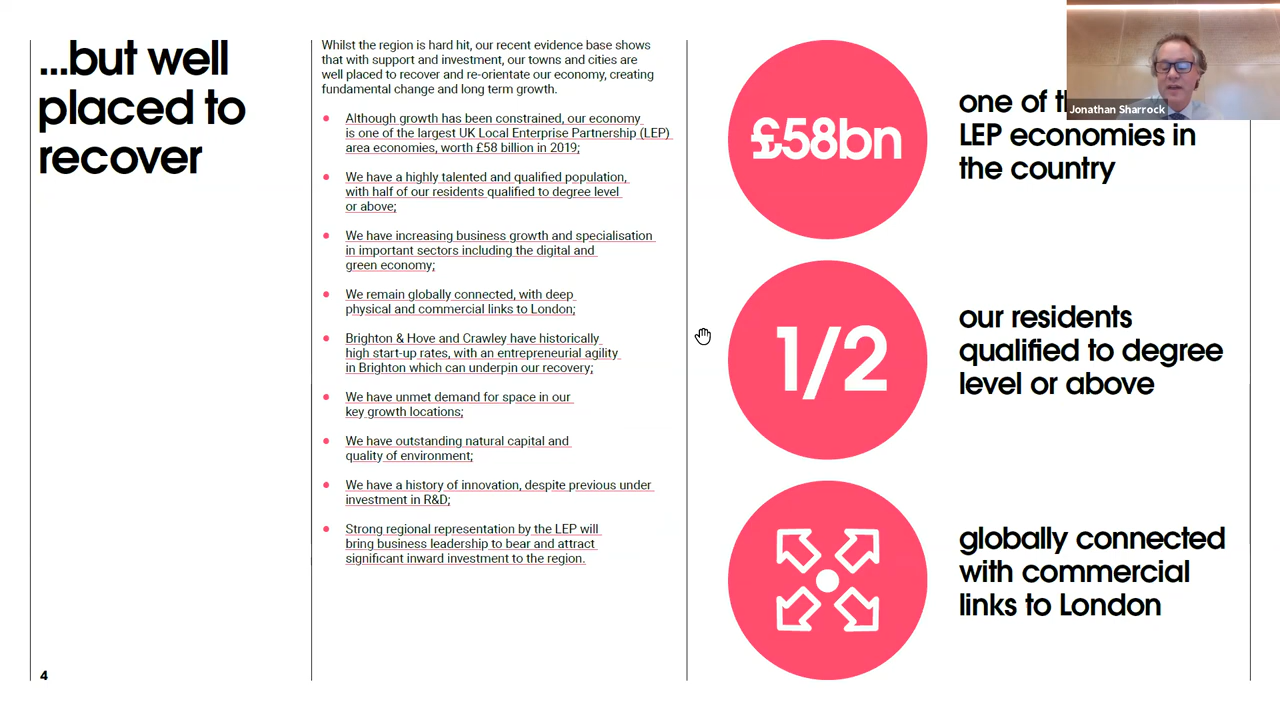 ...but well
placed to
recover
Whilst the region is hard hit, our recent evidence base shows
that with support and investment, our towns and cities are
well placed to recover and re-orientate our economy, creating
fundamental change and long term growth.
Although growth has been constrained, our economy
is one of the largest UK Local Enterprise Partnership (LEP)
area economies, worth £58 billion in 2019;
We have a highly talented and qualified population,
with half of our residents qualified to degree level
or above;
We have increasing business growth and specialisation
in important sectors including the digital and
green economy;
We remain globally connected, with deep
physical and commercial links to London;
Brighton & Hove and Crawley have historically
high start-up rates, with an entrepreneurial agility
in Brighton which can underpin our recovery;
We have unmet demand for space in our
key growth locations;
We have outstanding natural capital and
quality of environment;
We have a history of innovation, despite previous under
investment in R&D;
Strong regional representation by the LEP will
bring business leadership to bear and attract
significant inward investment to the region.
£58bn
one of
LEP economies in
the country
1/2
our residents
qualified to degree
level or above
globally connected
with commercial
links to London
Jonathan Sharrock
4